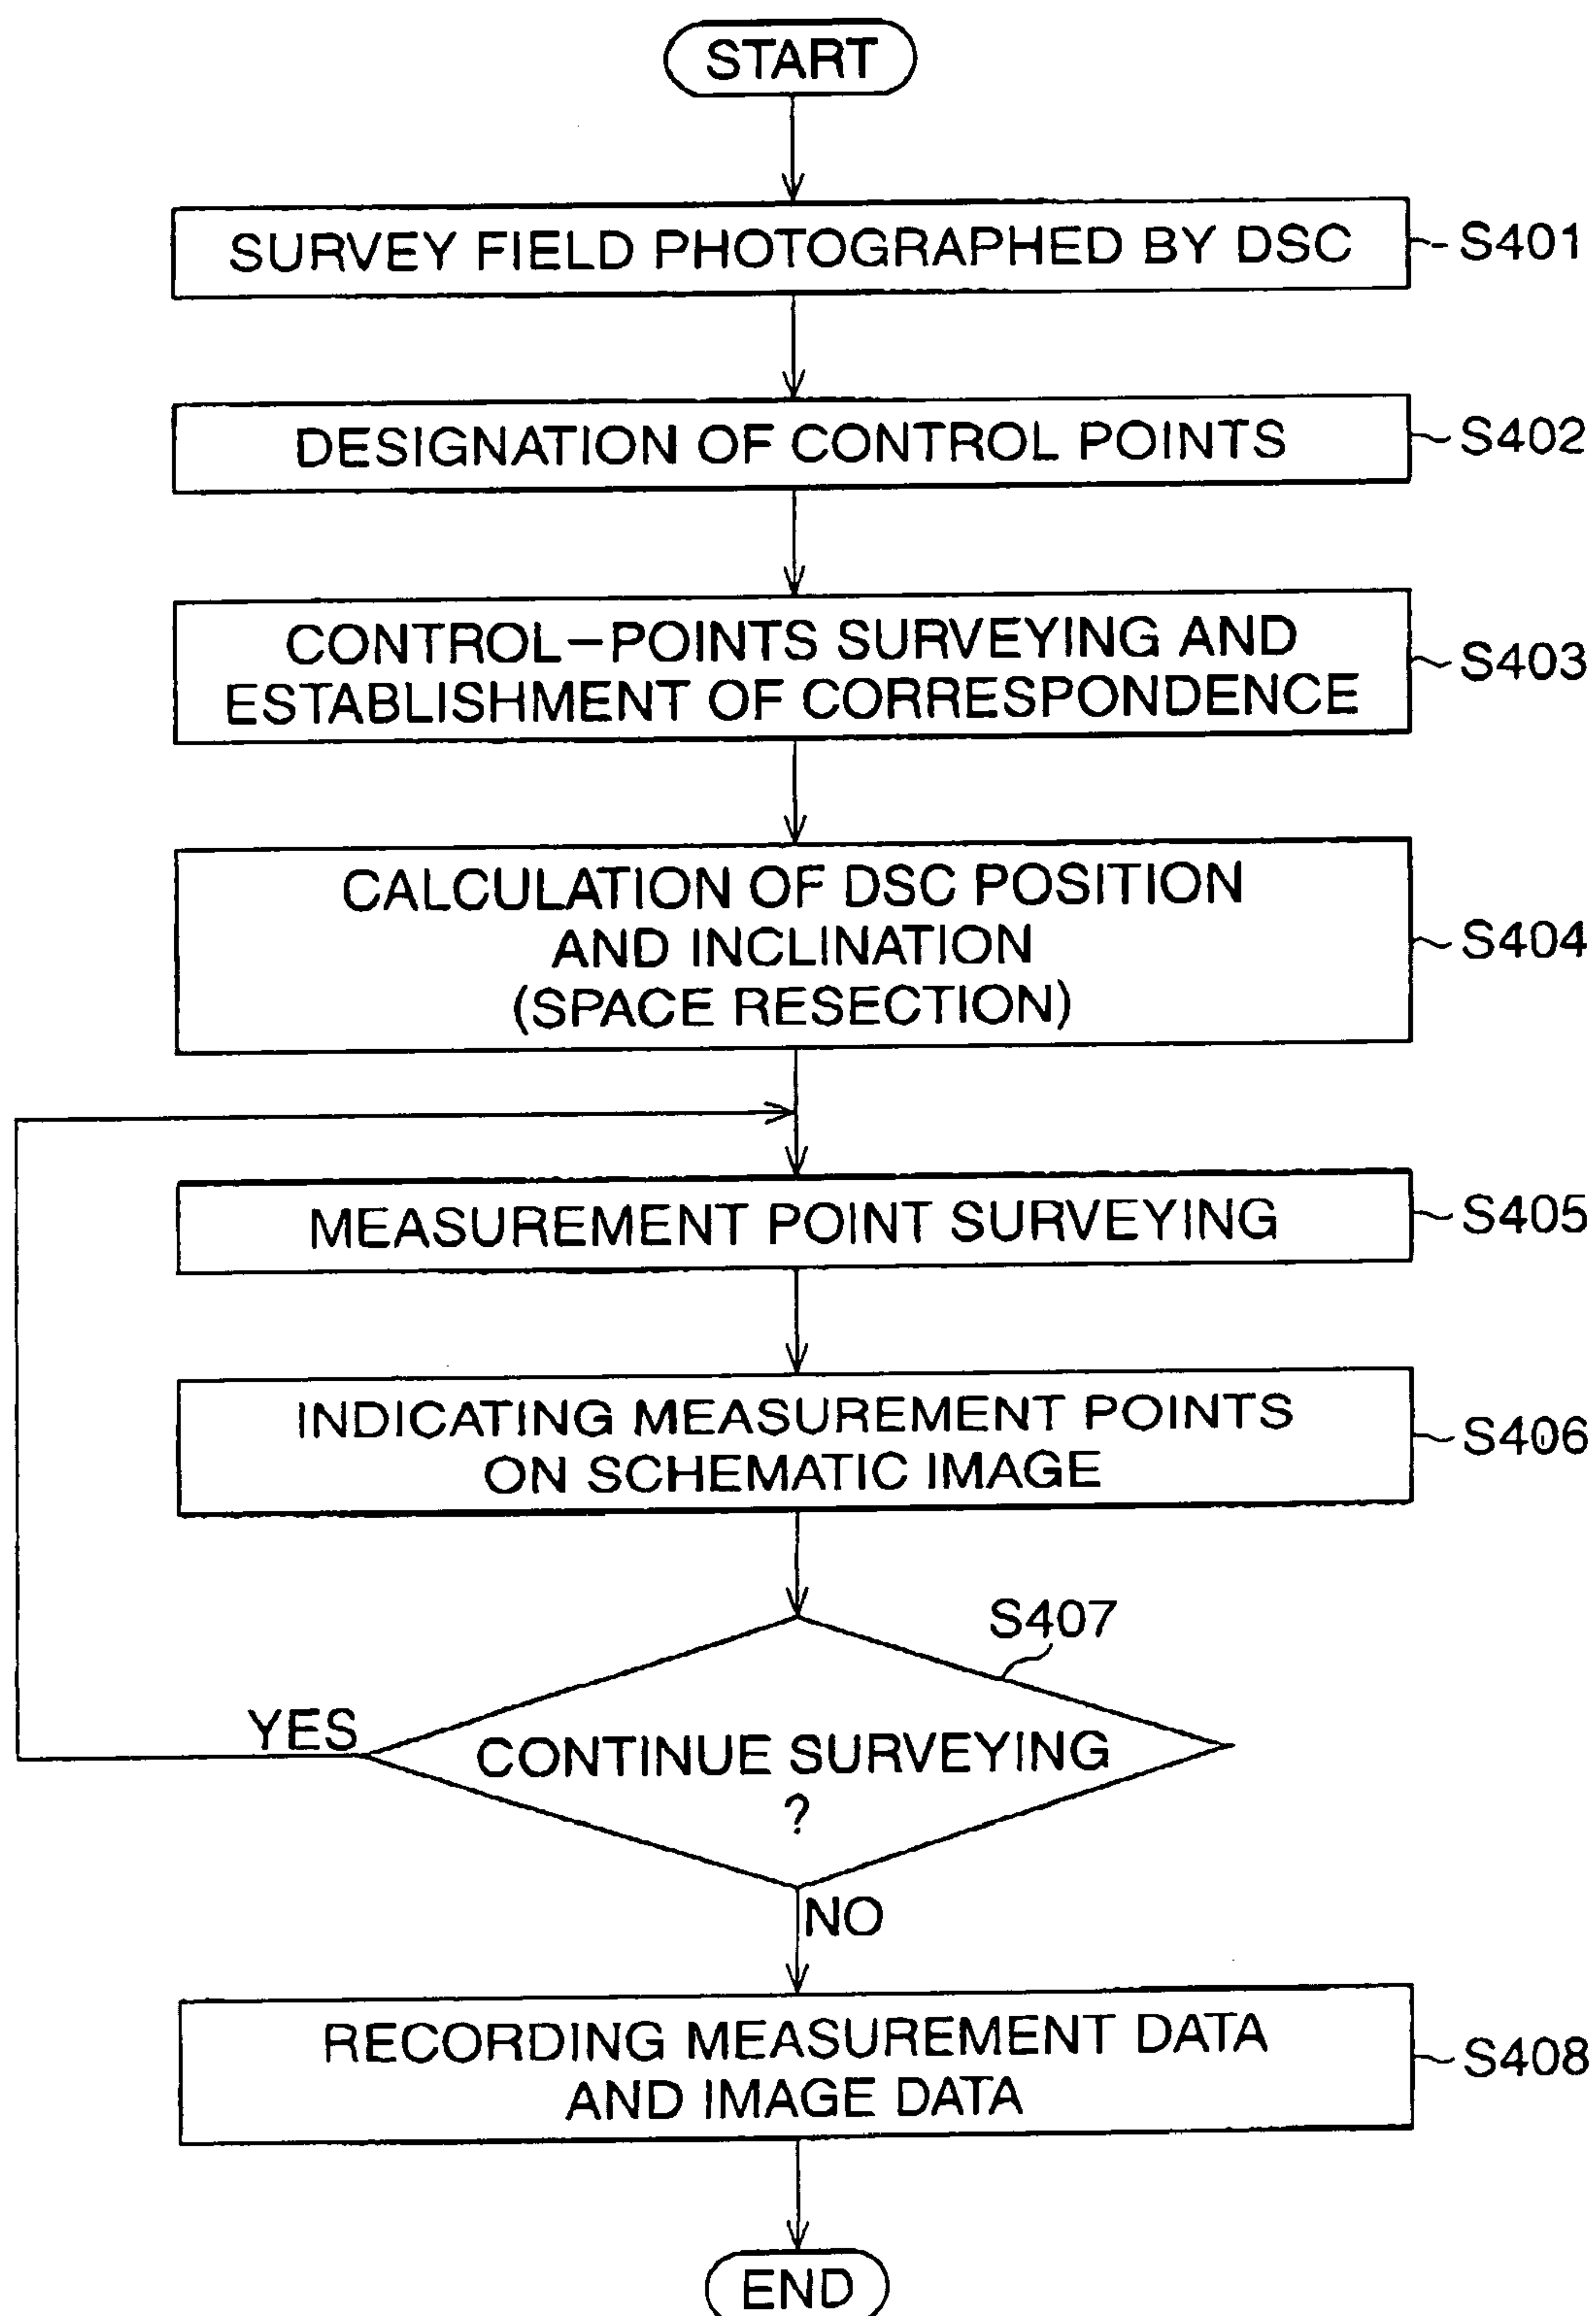 START
SURVEY FIELD PHOTOGRAPHED BY DSC
S401
DESIGNATION OF CONTROL POINTS
S402
CONTROL-POINTS SURVEYING AND
ESTABLISHMENT OF CORRESPONDENCE
S403
CALCULATION OF DSC POSITION
AND INCLINATION
(SPACE RESECTION)
S404
MEASUREMENT POINT SURVEYING
S405
INDICATING MEASUREMENT POINTS
ON SCHEMATIC IMAGE
S406
S407
YES
CONTINUE SURVEYING
?
NO
RECORDING MEASUREMENT DATA
AND IMAGE DATA
S408
END